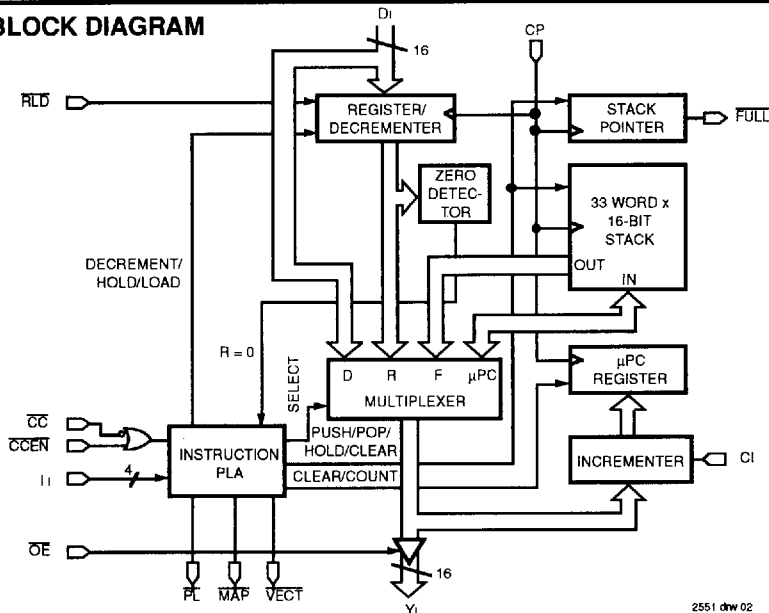 BLOCK DIAGRAM
DI
16
CP
RLD
REGISTER/
DECREMENTER
STACK
POINTER
FULL
ZERO
DETEC-
TOR
33 WORD x
16-BIT
STACK
OUT
IN
DECREMENT/
HOLD/LOAD
R = 0
SELECT
D R F µPC
MULTIPLEXER
µPC
REGISTER
CC
CCEN
II
4
INSTRUCTION
PLA
PUSH/POP/
HOLD/CLEAR
CLEAR/COUNT
INCREMENTER
CI
OE
16
PL MAP VECT
YI
2551 drw 02